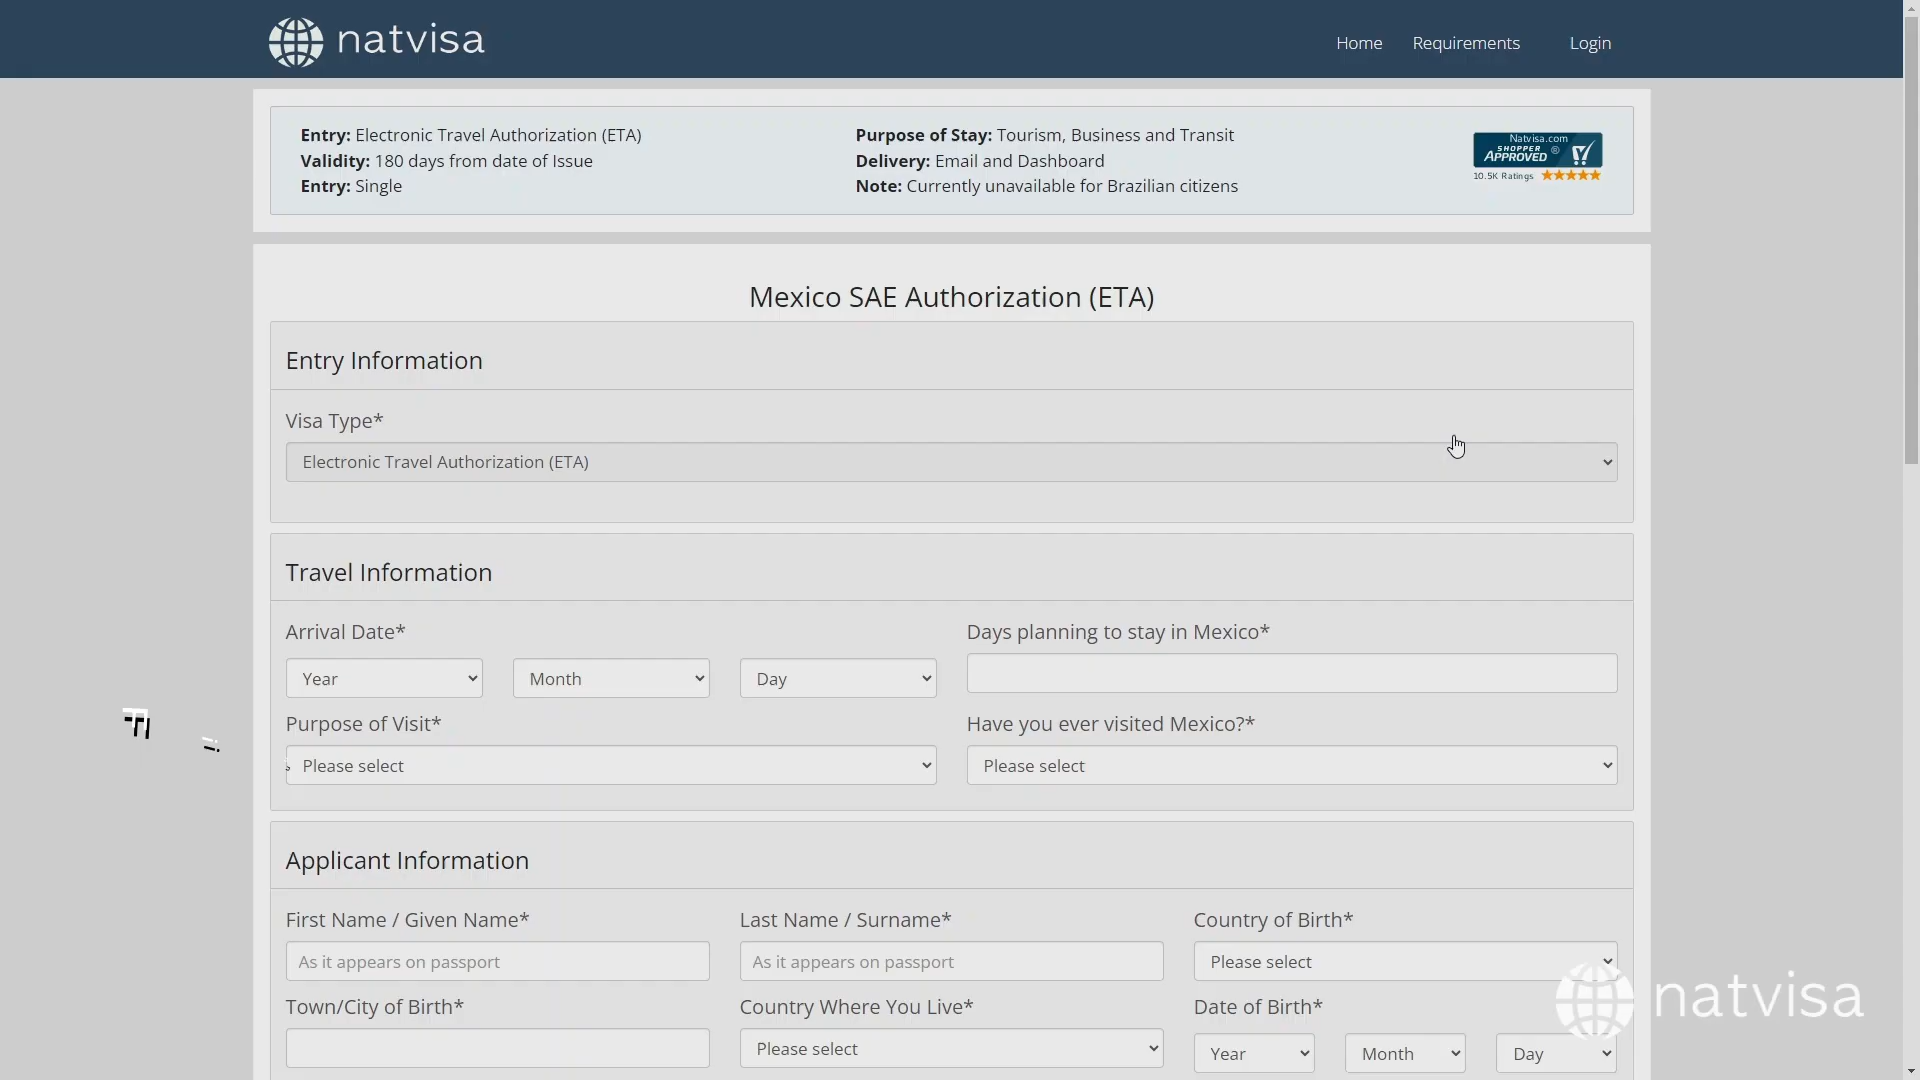 natvisa
Home Requirements Login
Entry: Electronic Travel Authorization (ETA)
Validity: 180 days from date of Issue
Entry: Single
Purpose of Stay: Tourism, Business and Transit
Delivery: Email and Dashboard
Note: Currently unavailable for Brazilian citizens
Natvisa.com
SHOPPER
APPROVED ®
10.5K Ratings
Mexico SAE Authorization (ETA)
Entry Information
Visa Type*
Electronic Travel Authorization (ETA)
Travel Information
Arrival Date*
Year Month Day
Days planning to stay in Mexico*
Purpose of Visit*
Please select
Have you ever visited Mexico?*
Please select
Applicant Information
First Name / Given Name* Last Name / Surname* Country of Birth*
As it appears on passport As it appears on passport Please select
Town/City of Birth* Country Where You Live* Date of Birth*
Please select Year Month Day
natvisa